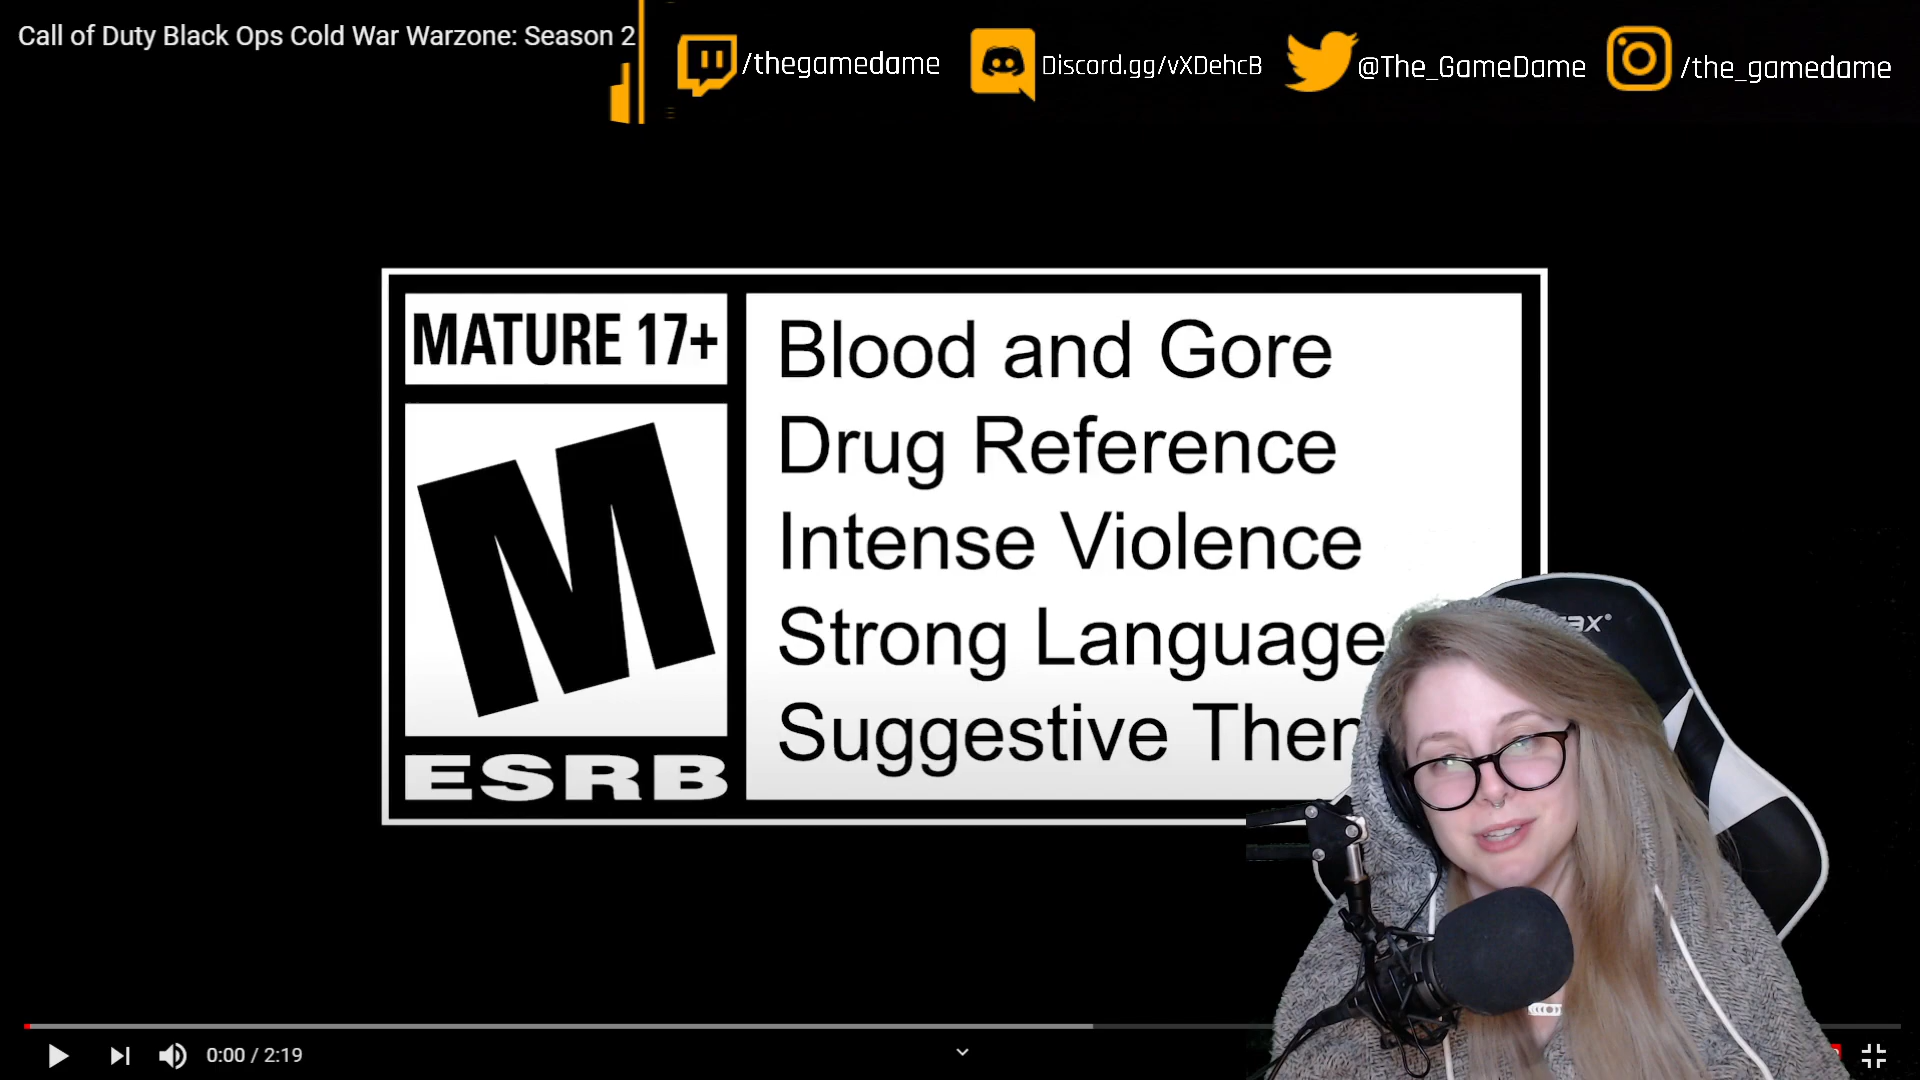 Call of Duty Black Ops Cold War Warzone: Season 2
/thegamedame
Discord.gg/vXDehcB
@The_GameDame
/the_gamedame
MATURE 17+
M
ESRB
Blood and Gore
Drug Reference
Intense Violence
Strong Language
Suggestive
0:00 / 2:19